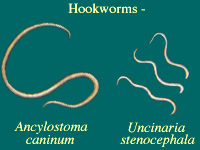 Hookworms -
Ancylostoma caninum
Uncinaria stenocephala